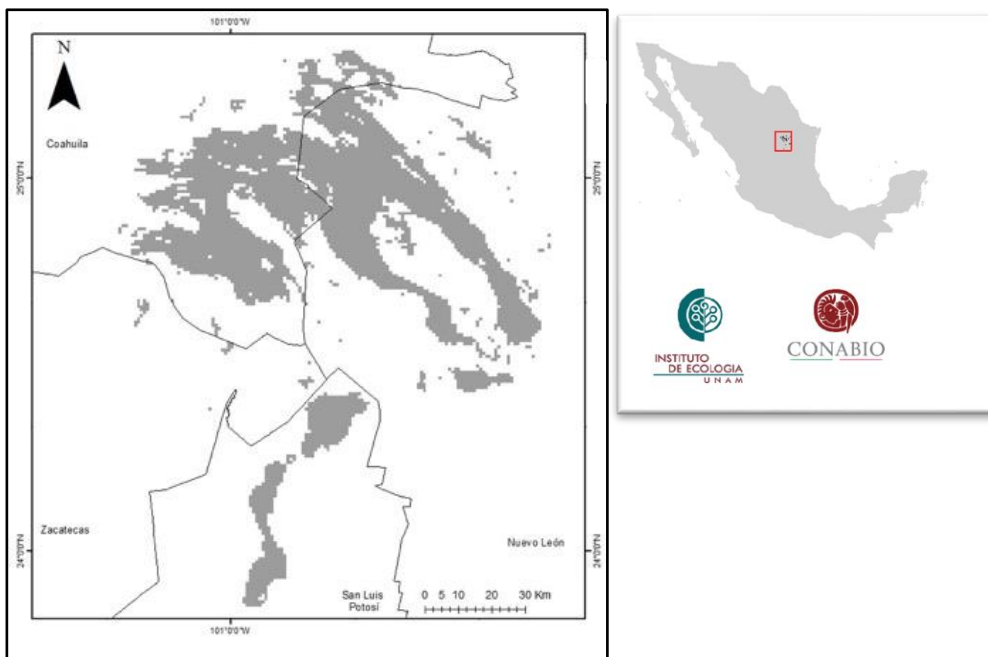 101°0'0"W
N
Coahuila
25°0'0"N
25°0'0"N
Zacatecas
24°0'0"N
24°0'0"N
Nuevo León
San Luis
Potosí
0 5 10 20 30 Km
101°0'0"W
INSTITUTO
DE ECOLOGIA
UNAM
CONABIO